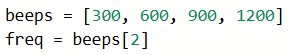 beeps = [300, 600, 900, 1200]
freq = beeps[2]